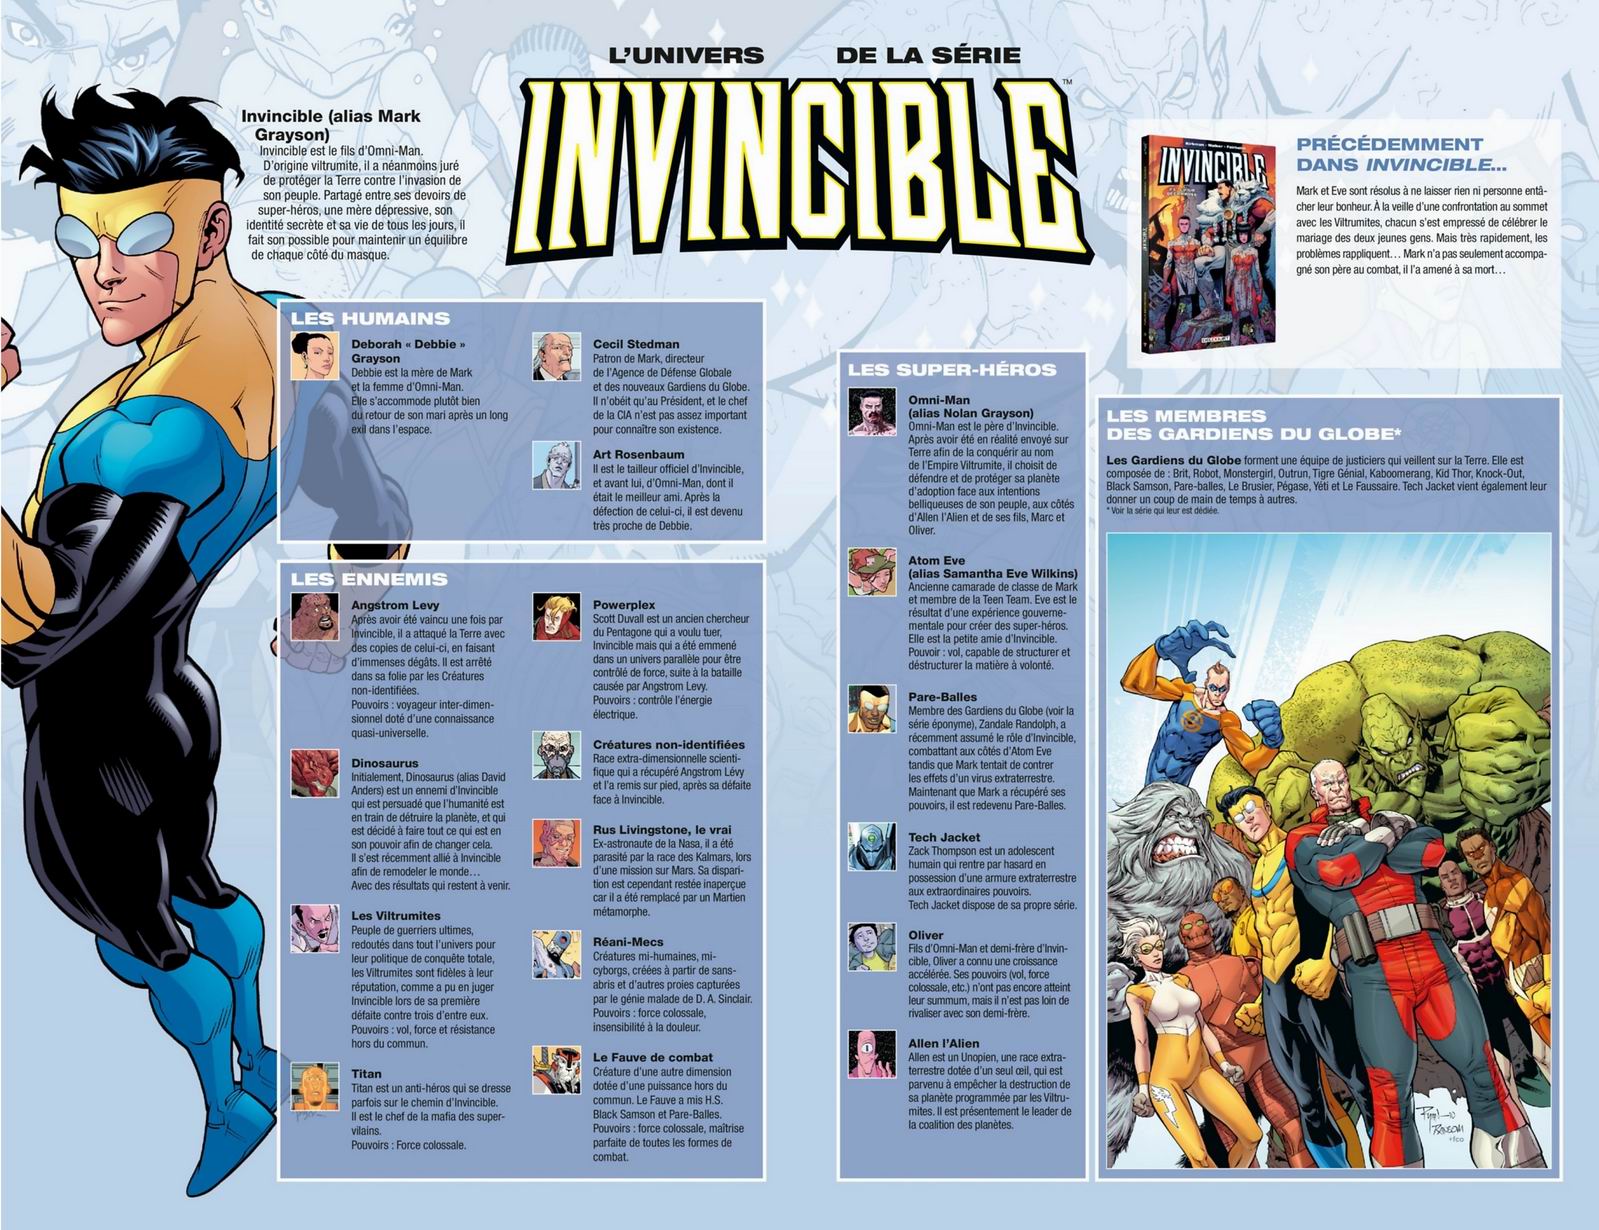 L'UNIVERS DE LA SÉRIE
INVINCIBLE™
Invincible (alias Mark
Grayson)
Invincible est le fils d'Omni-Man.
D'origine viltrumite, il a néanmoins juré
de protéger la Terre contre l'invasion de
son peuple. Partagé entre ses devoirs de
super-héros, une mère dépressive, son
identité secrète et sa vie de tous les jours, il
fait son possible pour maintenir un équilibre
de chaque côté du masque.
LES HUMAINS
Deborah « Debbie »
Grayson
Debbie est la mère de Mark
et la femme d'Omni-Man.
Elle s'accommode plutôt bien
du retour de son mari après un long
exil dans l'espace.
Cecil Stedman
Patron de Mark, directeur
de l'Agence de Défense Globale
et des nouveaux Gardiens du Globe.
Il n'obéit qu'au Président, et le chef
de la CIA n'est pas assez important
pour connaître son existence.
Art Rosenbaum
Il est le tailleur officiel d'Invincible,
et avant lui, d'Omni-Man, dont il
était le meilleur ami. Après la
défection de celui-ci, il est devenu
très proche de Debbie.
LES ENNEMIS
Angstrom Levy
Après avoir été vaincu une fois par
Invincible, il a attaqué la Terre avec
des copies de celui-ci, en faisant
d'immenses dégâts. Il est arrêté
dans sa folie par les Créatures
non-identifiées.
Pouvoirs : voyageur inter-dimen-
sionnel doté d'une connaissance
quasi-universelle.
Dinosaurus
Initialement, Dinosaurus (alias David
Anders) est un ennemi d'Invincible
qui est persuadé que l'humanité est
en train de détruire la planète, et qui
est décidé à faire tout ce qui est en
son pouvoir afin de changer cela.
Il s'est récemment allié à Invincible
afin de remodeler le monde…
Avec des résultats qui restent à venir.
Les Viltrumites
Peuple de guerriers ultimes,
redoutés dans tout l'univers pour
leur politique de conquête totale,
les Viltrumites sont fidèles à leur
réputation, comme a pu en juger
Invincible lors de sa première
défaite contre trois d'entre eux.
Pouvoirs : vol, force et résistance
hors du commun.
Titan
Titan est un anti-héros qui se dresse
parfois sur le chemin d'Invincible.
Il est le chef de la mafia des super-
vilains.
Pouvoirs : Force colossale.
Powerplex
Scott Duvall est un ancien chercheur
du Pentagone qui a voulu tuer,
Invincible mais qui a été emmené
dans un univers parallèle pour être
contrôlé de force, suite à la bataille
causée par Angstrom Levy.
Pouvoirs : contrôle l'énergie
électrique.
Créatures non-identifiées
Race extra-dimensionnelle scienti-
fique qui a récupéré Angstrom Lévy
et l'a remis sur pied, après sa défaite
face à Invincible.
Rus Livingstone, le vrai
Ex-astronaute de la Nasa, il a été
parasité par la race des Kalmars, lors
d'une mission sur Mars. Sa dispari-
tion est cependant restée inaperçue
car il a été remplacé par un Martien
métamorphe.
Réani-Mecs
Créatures mi-humaines, mi-
cyborgs, créées à partir de sans-
abris et d'autres proies capturées
par le génie malade de D. A. Sinclair.
Pouvoirs : force colossale,
insensibilité à la douleur.
Le Fauve de combat
Créature d'une autre dimension
dotée d'une puissance hors du
commun. Le Fauve a mis H.S.
Black Samson et Pare-Balles.
Pouvoirs : force colossale, maîtrise
parfaite de toutes les formes de
combat.
LES SUPER-HÉROS
Omni-Man
(alias Nolan Grayson)
Omni-Man est le père d'Invincible.
Après avoir été en réalité envoyé sur
Terre afin de la conquérir au nom
de l'Empire Viltrumite, il choisit de
défendre et de protéger sa planète
d'adoption face aux intentions
belliqueuses de son peuple, aux côtés
d'Allen l'Alien et de ses fils, Marc et
Oliver.
Atom Eve
(alias Samantha Eve Wilkins)
Ancienne camarade de classe de Mark
et membre de la Teen Team. Eve est le
résultat d'une expérience gouverne-
mentale pour créer des super-héros.
Elle est la petite amie d'Invincible.
Pouvoir : vol, capable de structurer et
déstructurer la matière à volonté.
Pare-Balles
Membre des Gardiens du Globe (voir la
série éponyme), Zandale Randolph, a
récemment assumé le rôle d'Invincible,
combattant aux côtés d'Atom Eve
tandis que Mark tentait de contrer
les effets d'un virus extraterrestre.
Maintenant que Mark a récupéré ses
pouvoirs, il est redevenu Pare-Balles.
Tech Jacket
Zack Thompson est un adolescent
humain qui rentre par hasard en
possession d'une armure extraterrestre
aux extraordinaires pouvoirs.
Tech Jacket dispose de sa propre série.
Oliver
Fils d'Omni-Man et demi-frère d'Invin-
cible, Oliver a connu une croissance
accélérée. Ses pouvoirs (vol, force
colossale, etc.) n'ont pas encore atteint
leur summum, mais il n'est pas loin de
rivaliser avec son demi-frère.
Allen l'Alien
Allen est un Unopien, une race extra-
terrestre dotée d'un seul œil, qui est
parvenu à empêcher la destruction de
sa planète programmée par les Viltru-
mites. Il est présentement le leader de
la coalition des planètes.
INVINCIBLE
DELCOURT
PRÉCÉDEMMENT
DANS INVINCIBLE…
Mark et Eve sont résolus à ne laisser rien ni personne entâ-
cher leur bonheur. À la veille d'une confrontation au sommet
avec les Viltrumites, chacun s'est empressé de célébrer le
mariage des deux jeunes gens. Mais très rapidement, les
problèmes rappliquent… Mark n'a pas seulement accompa-
gné son père au combat, il l'a amené à sa mort…
LES MEMBRES
DES GARDIENS DU GLOBE*
Les Gardiens du Globe forment une équipe de justiciers qui veillent sur la Terre. Elle est
composée de : Brit, Robot, Monstergirl, Outrun, Tigre Génial, Kaboomerang, Kid Thor, Knock-Out,
Black Samson, Pare-balles, Le Brusier, Pégase, Yéti et Le Faussaire. Tech Jacket vient également leur
donner un coup de main de temps à autres.
* Voir la série qui leur est dédiée.
RANSOM
+fco